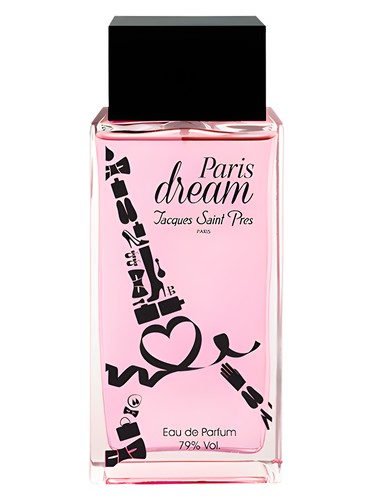 Paris
dream
Jacques Saint Pres
PARIS
Eau de Parfum
79% Vol.